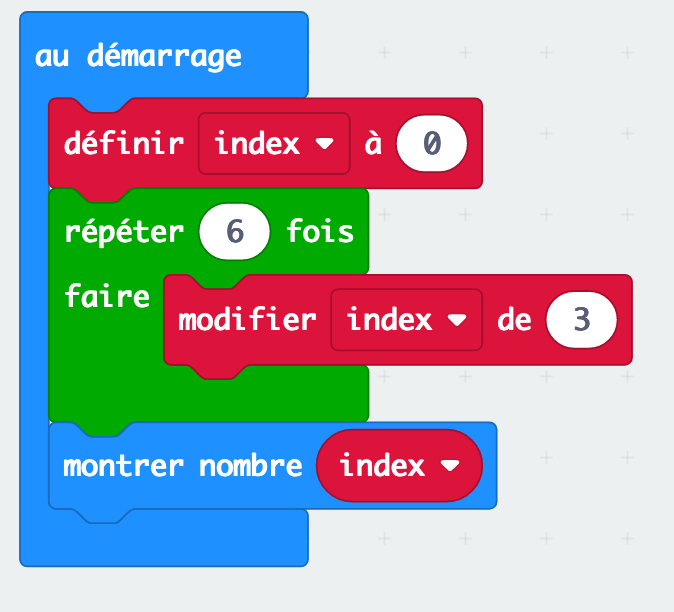 au démarrage
définir index à 0
répéter 6 fois
faire modifier index de 3
montrer nombre index